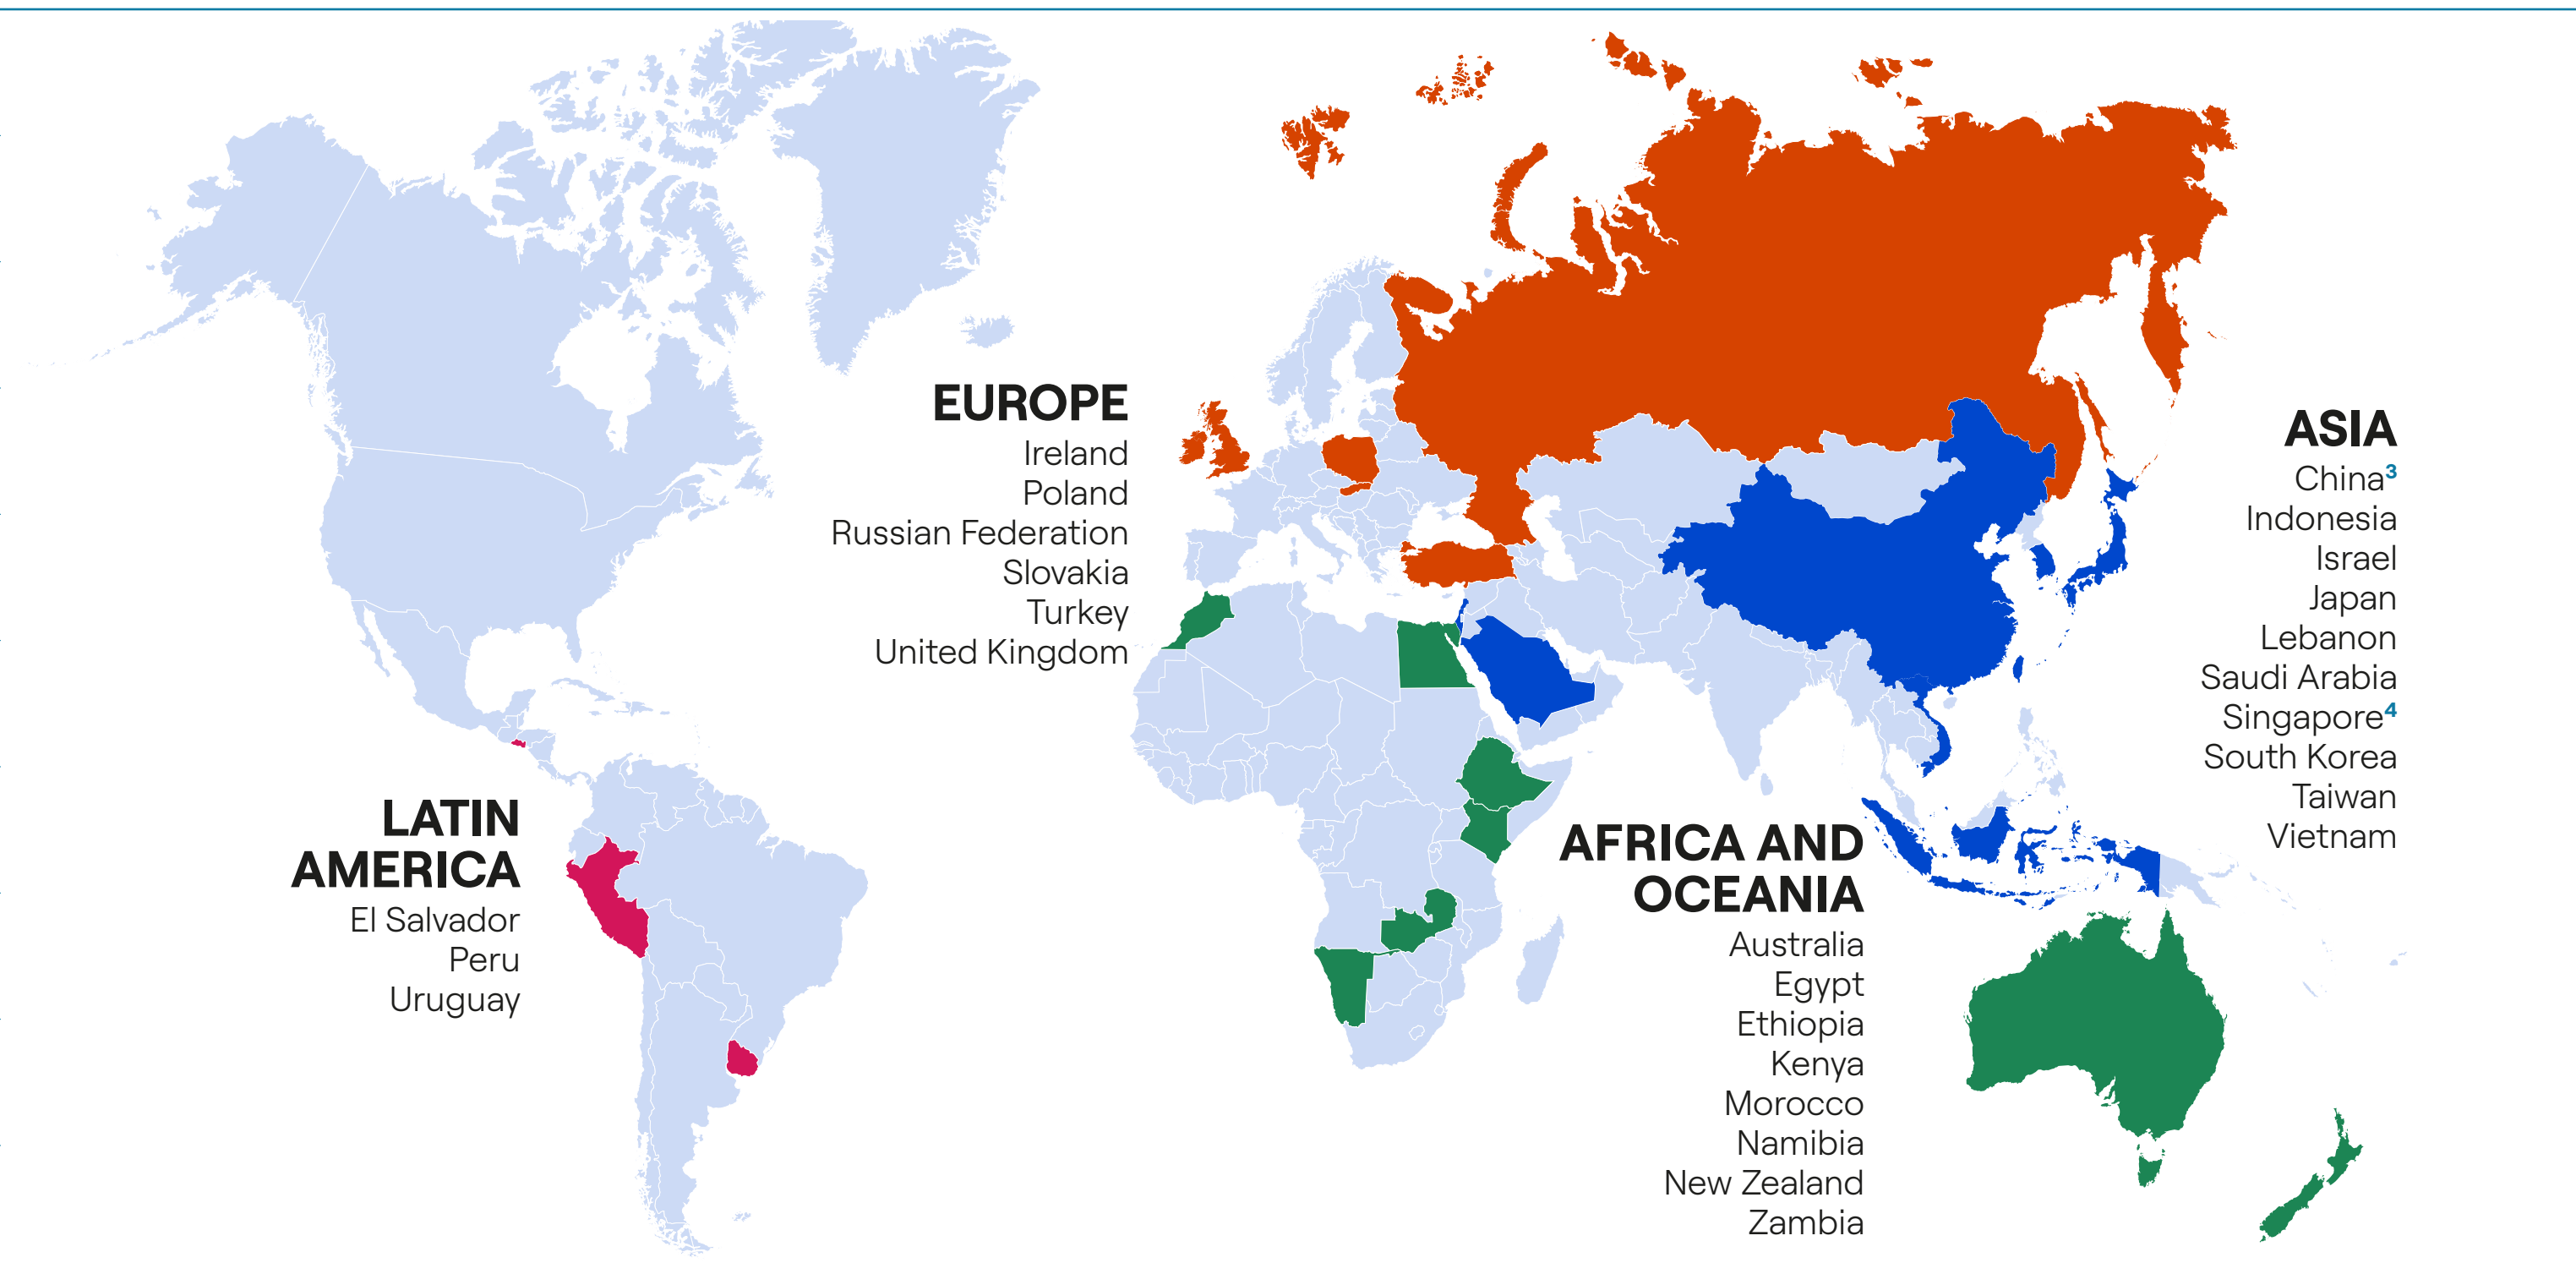 EUROPE
Ireland
Poland
Russian Federation
Slovakia
Turkey
United Kingdom
ASIA
China³
Indonesia
Israel
Japan
Lebanon
Saudi Arabia
Singapore⁴
South Korea
Taiwan
Vietnam
LATIN
AMERICA
El Salvador
Peru
Uruguay
AFRICA AND
OCEANIA
Australia
Egypt
Ethiopia
Kenya
Morocco
Namibia
New Zealand
Zambia